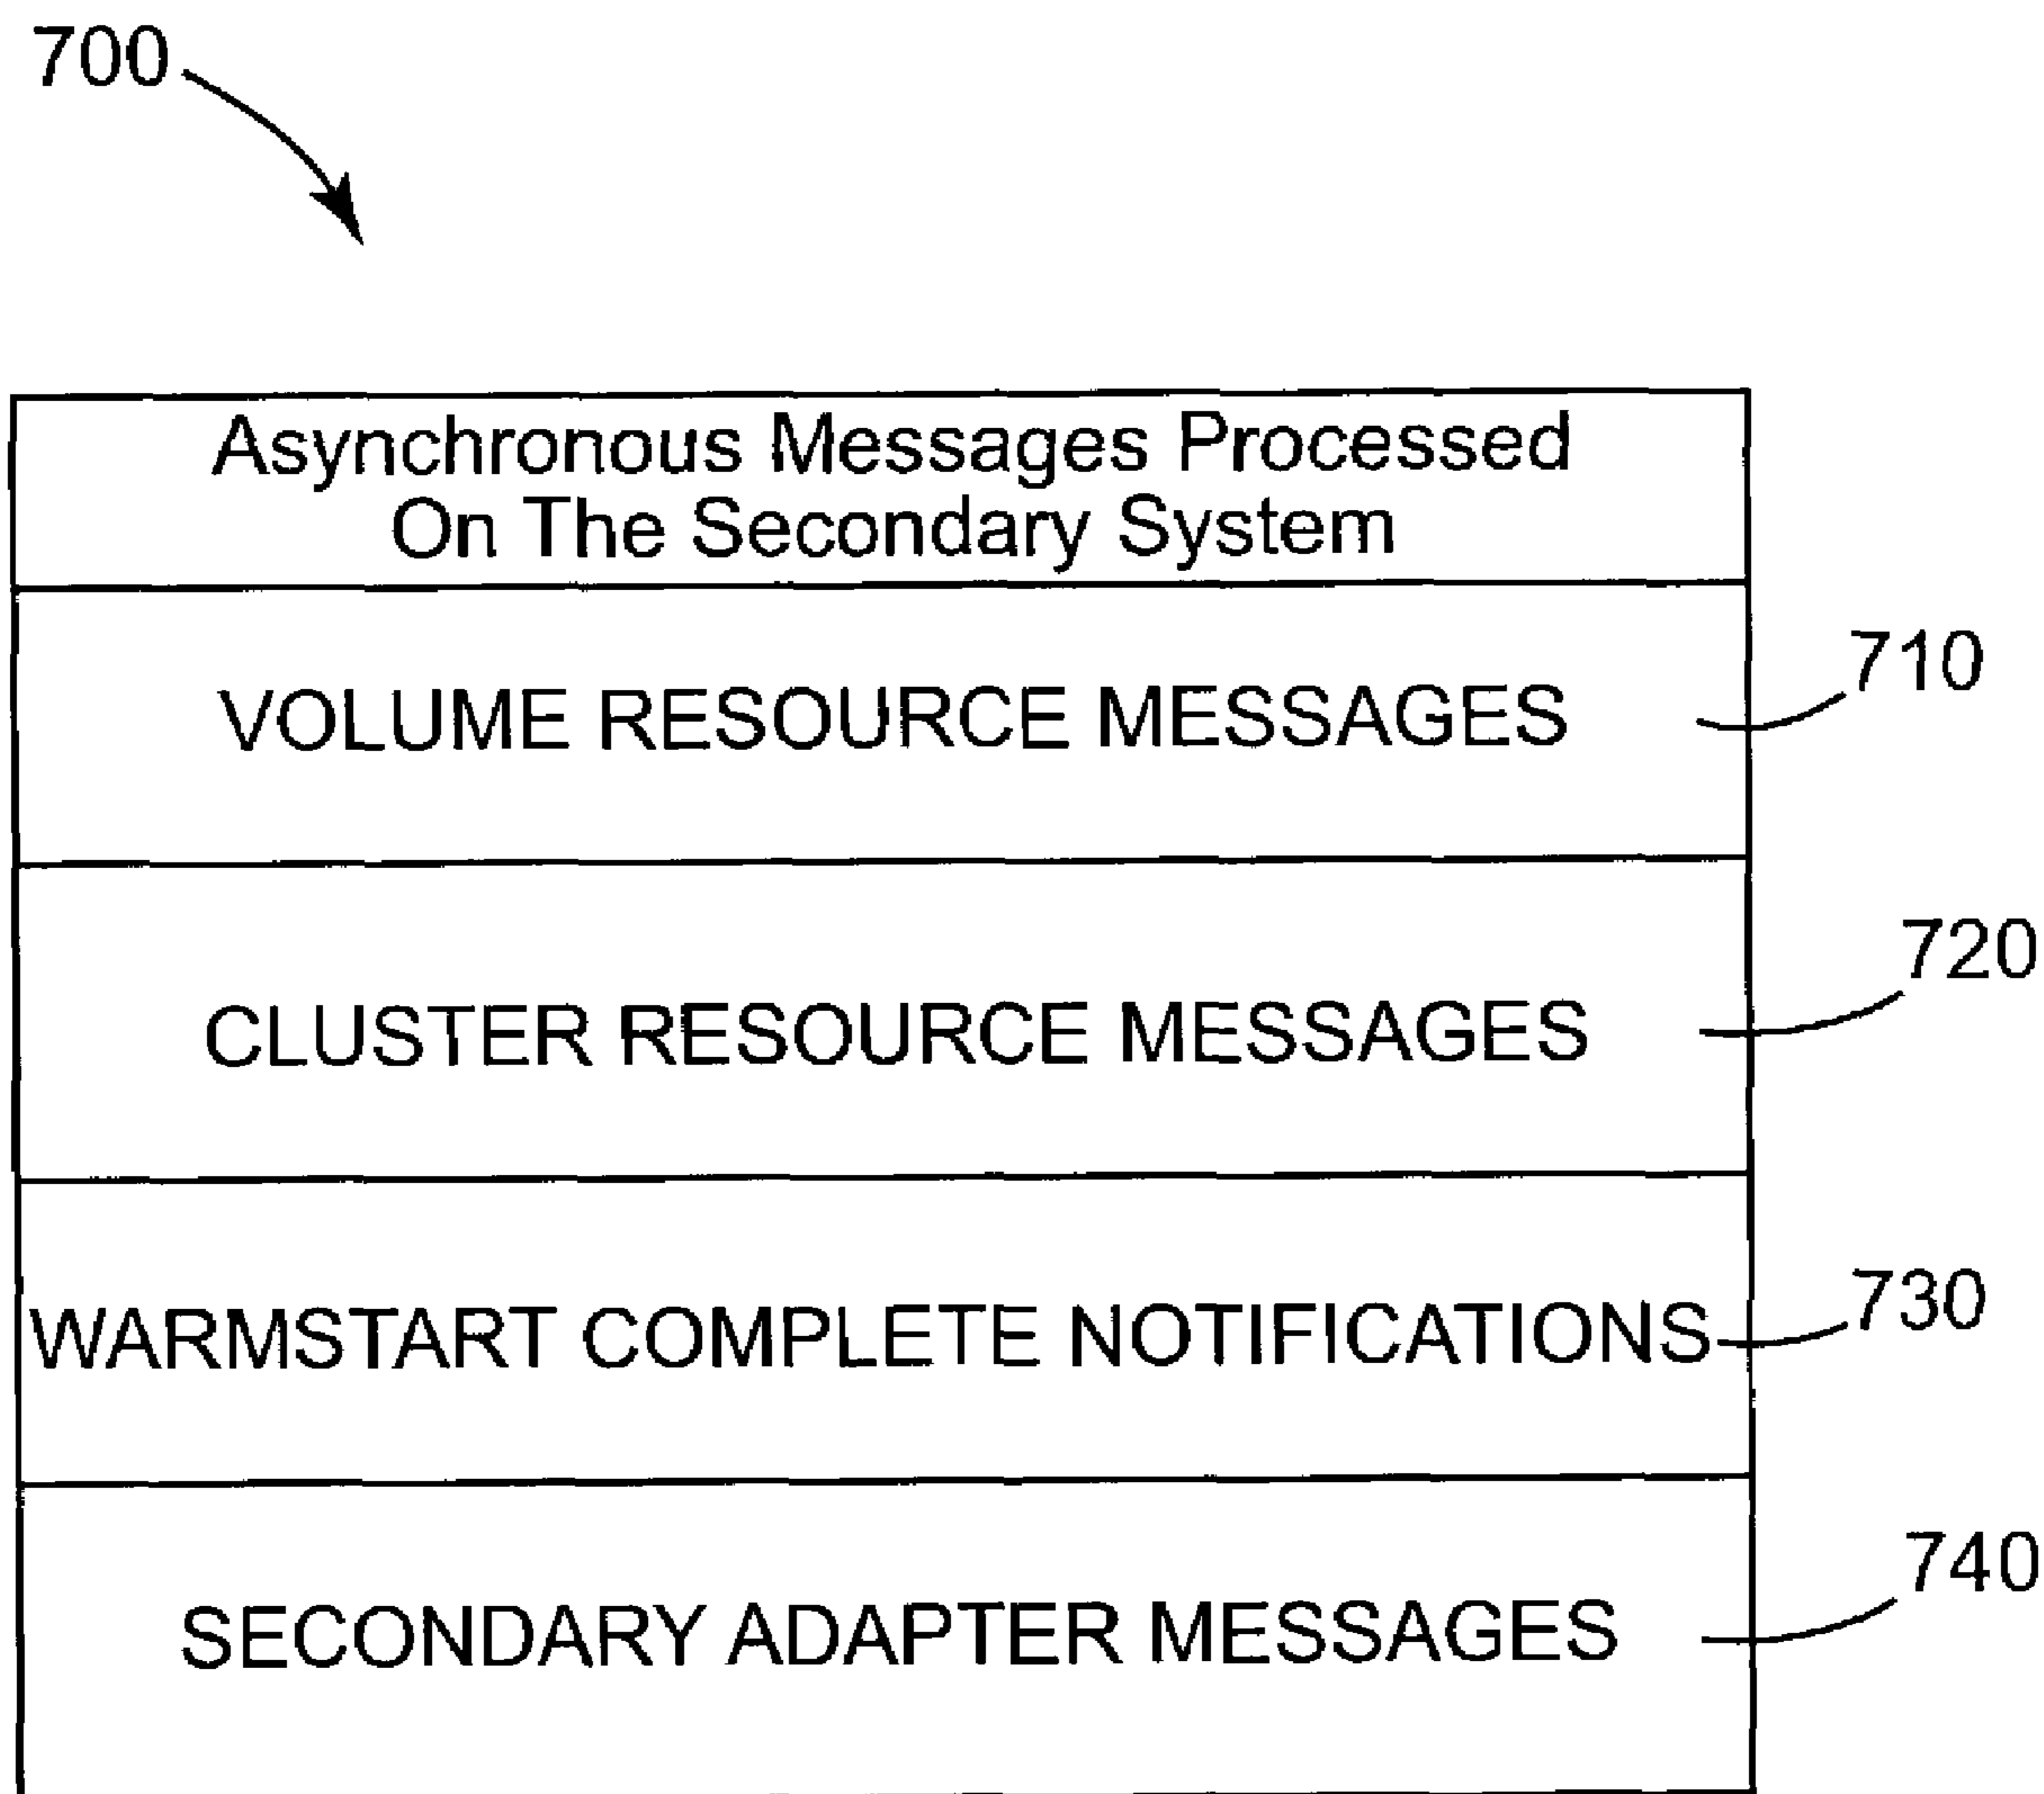 700
Asynchronous Messages Processed
On The Secondary System
VOLUME RESOURCE MESSAGES
710
CLUSTER RESOURCE MESSAGES
720
WARMSTART COMPLETE NOTIFICATIONS
730
SECONDARY ADAPTER MESSAGES
740